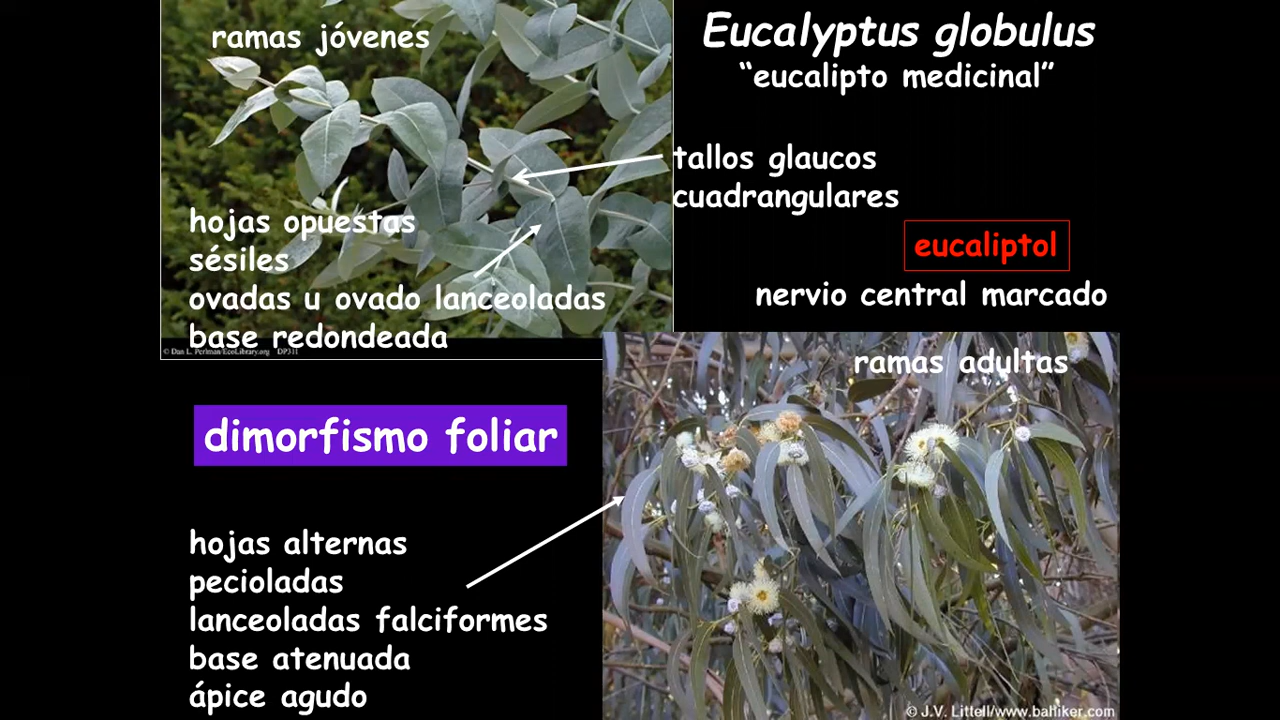 ramas jóvenes
Eucalyptus globulus
“eucalipto medicinal”
tallos glaucos
cuadrangulares
hojas opuestas
sésiles
ovadas u ovado lanceoladas
base redondeada
eucaliptol
nervio central marcado
© Dan L. Perlman/EcoLibrary.org DP311
ramas adultas
dimorfismo foliar
hojas alternas
pecioladas
lanceoladas falciformes
base atenuada
ápice agudo
© J.V. Littell/www.bahiker.com